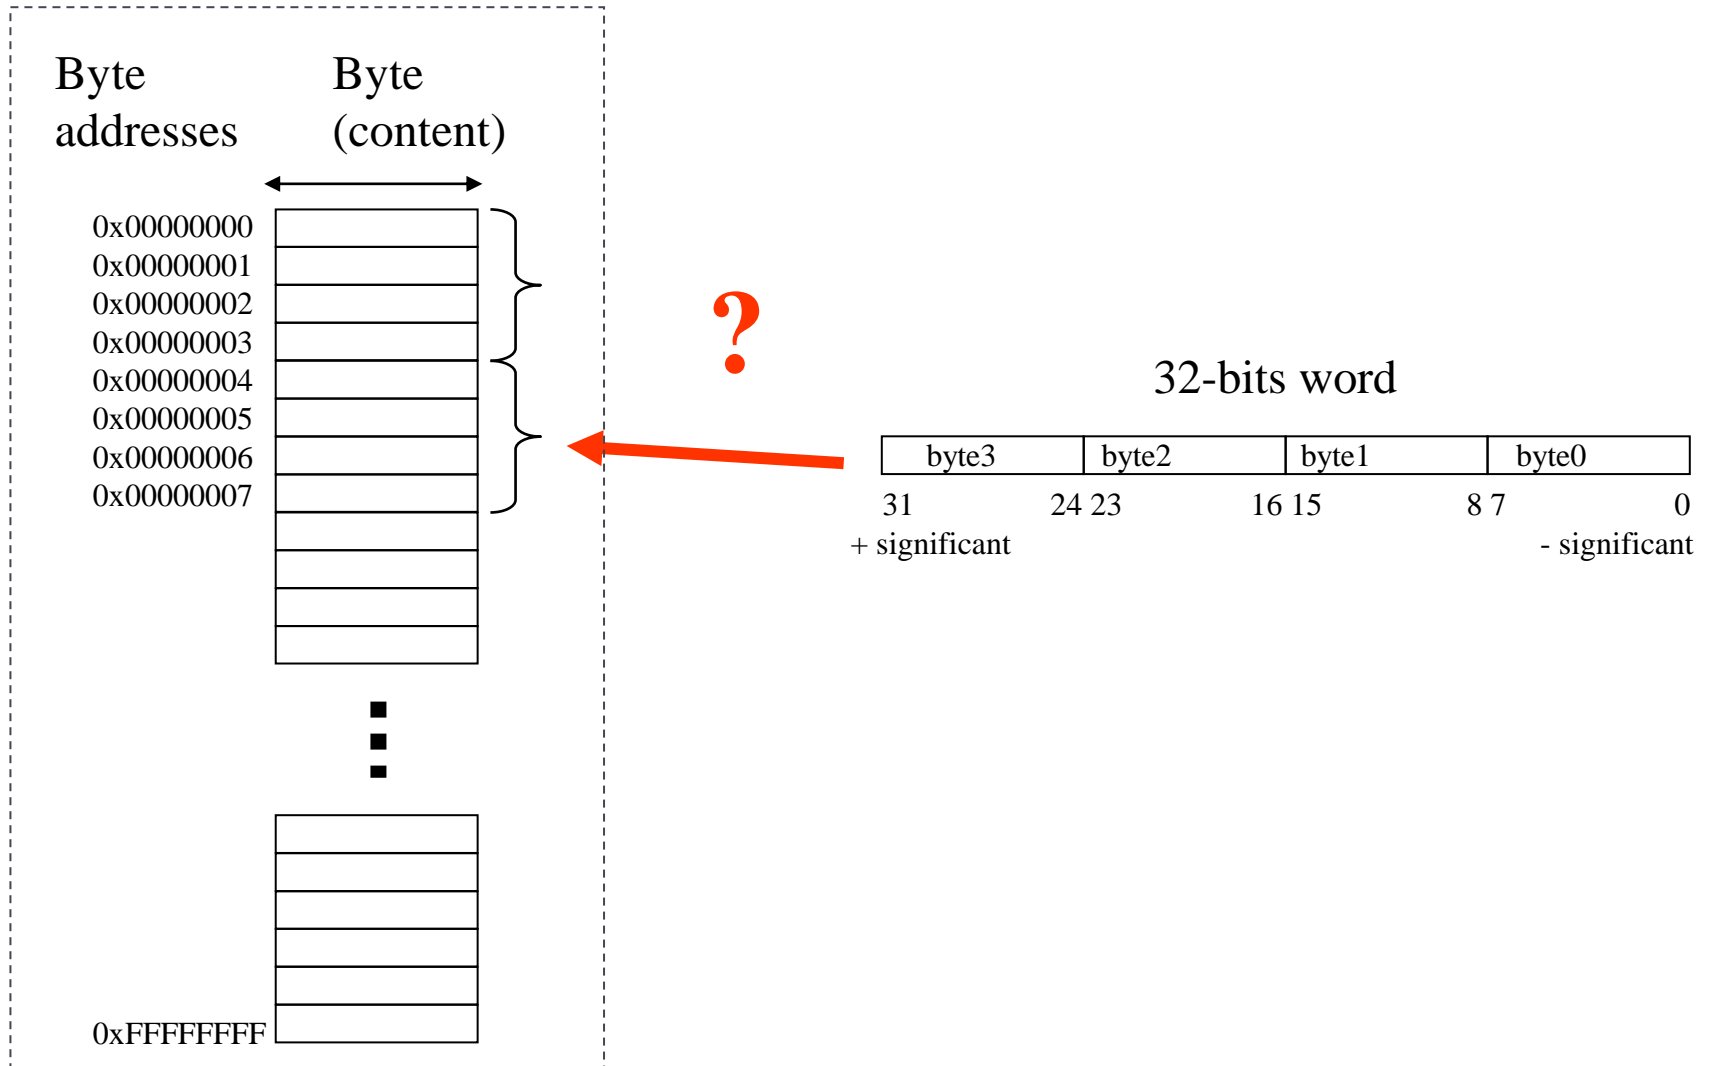 Byte addresses
Byte (content)
0x00000000
0x00000001
0x00000002
0x00000003
0x00000004
0x00000005
0x00000006
0x00000007
0xFFFFFFFF
?
32-bits word
byte3 byte2 byte1 byte0
31 24 23 16 15 8 7 0
+ significant - significant